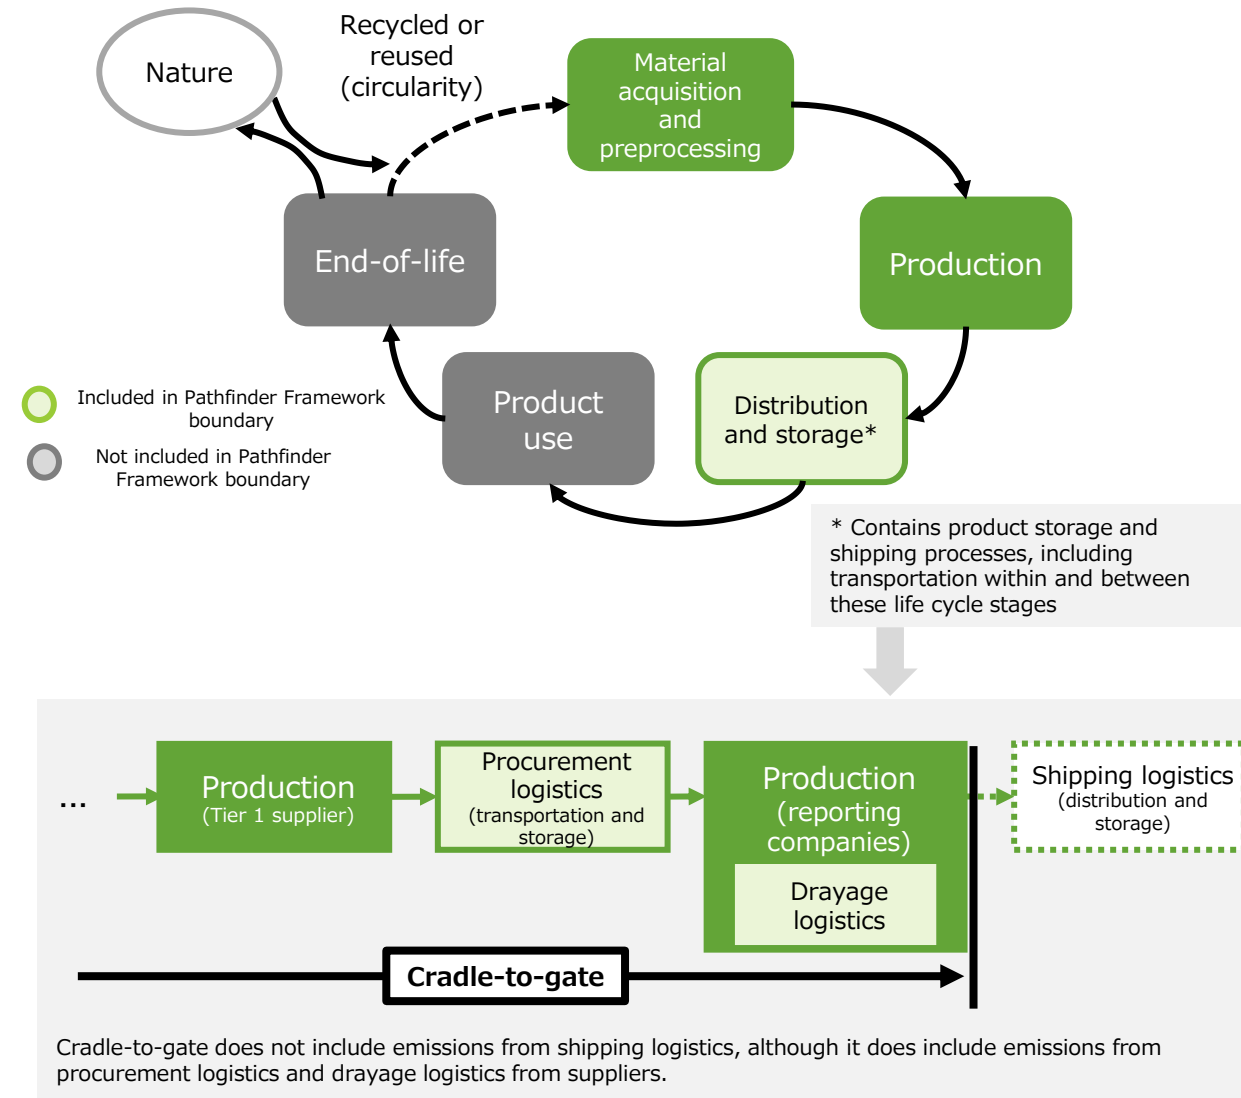 Nature
Recycled or
reused
(circularity)
Material
acquisition
and
preprocessing
End-of-life
Production
Product
use
Distribution
and storage*
Included in Pathfinder Framework
boundary
Not included in Pathfinder
Framework boundary
* Contains product storage and
shipping processes, including
transportation within and between
these life cycle stages
...
Production
(Tier 1 supplier)
Procurement
logistics
(transportation and
storage)
Production
(reporting
companies)
Drayage
logistics
Shipping logistics
(distribution and
storage)
Cradle-to-gate
Cradle-to-gate does not include emissions from shipping logistics, although it does include emissions from
procurement logistics and drayage logistics from suppliers.